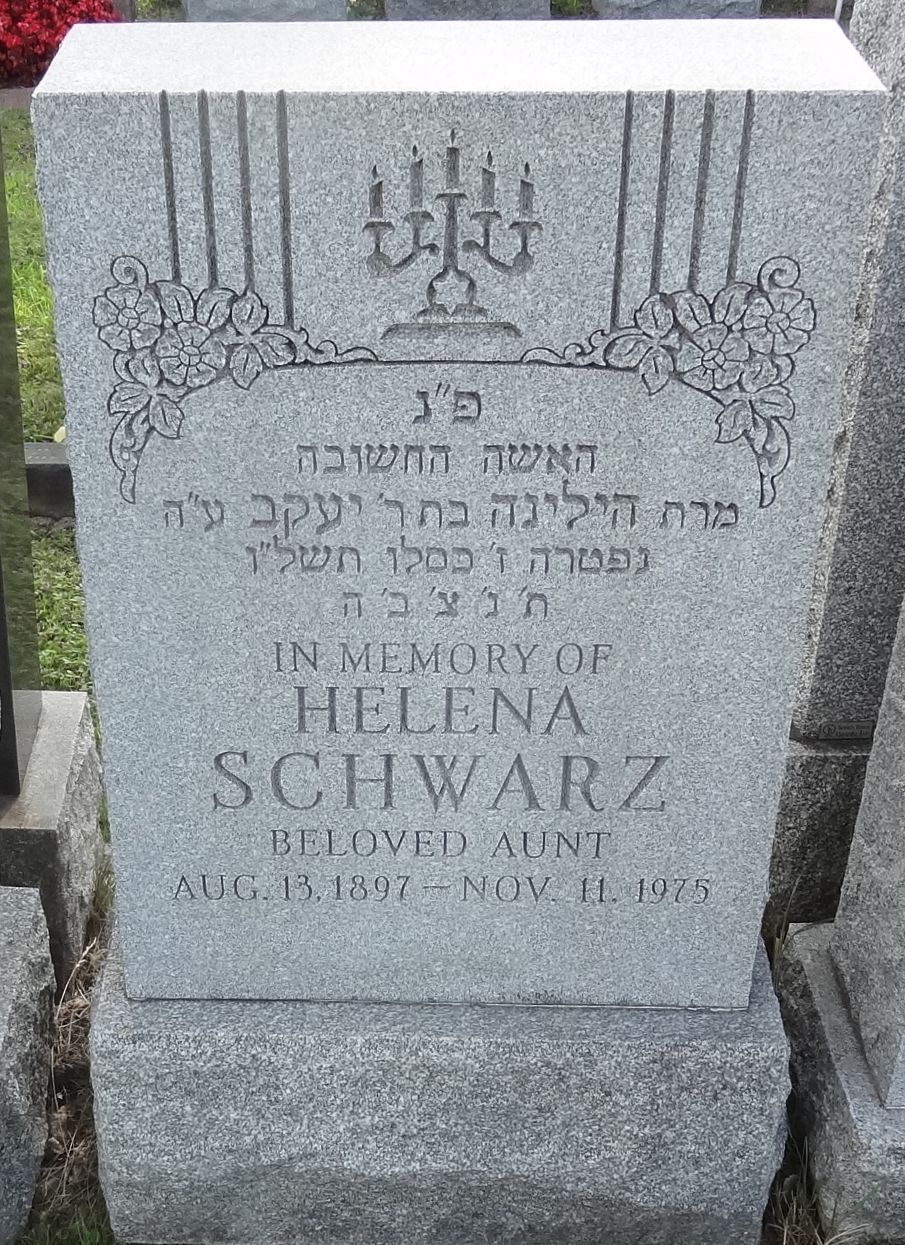 פ"נ
האשה החשובה
מרת הילינה בת ר' יעקב ע"ה
נפטרה ז' כסלו תשל"ו
ת' נ' צ' ב' ה
IN MEMORY OF
HELENA
SCHWARZ
BELOVED AUNT
AUG. 13, 1897 – NOV. 11, 1975